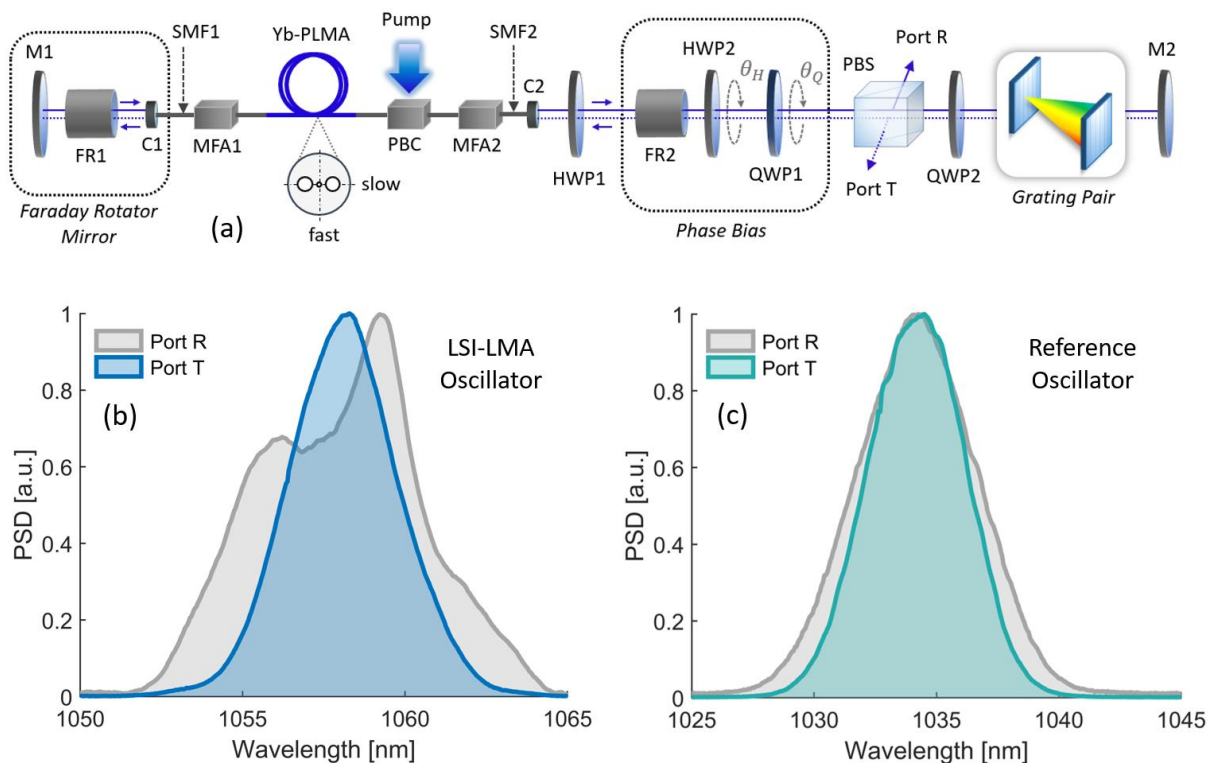 M1
FR1
C1
SMF1
MFA1
Yb-PLMA
slow
fast
Pump
PBC
MFA2
SMF2
C2
HWP1
FR2
HWP2
θ_H
QWP1
θ_Q
PBS
Port R
Port T
QWP2
Grating Pair
M2
Faraday Rotator
Mirror
(a)
Phase Bias
Port R
Port T
LSI-LMA
Oscillator
(b)
PSD [a.u.]
1
0.8
0.6
0.4
0.2
0
1050
1055
1060
1065
Wavelength [nm]
Port R
Port T
Reference
Oscillator
(c)
PSD [a.u.]
1
0.8
0.6
0.4
0.2
0
1025
1030
1035
1040
1045
Wavelength [nm]